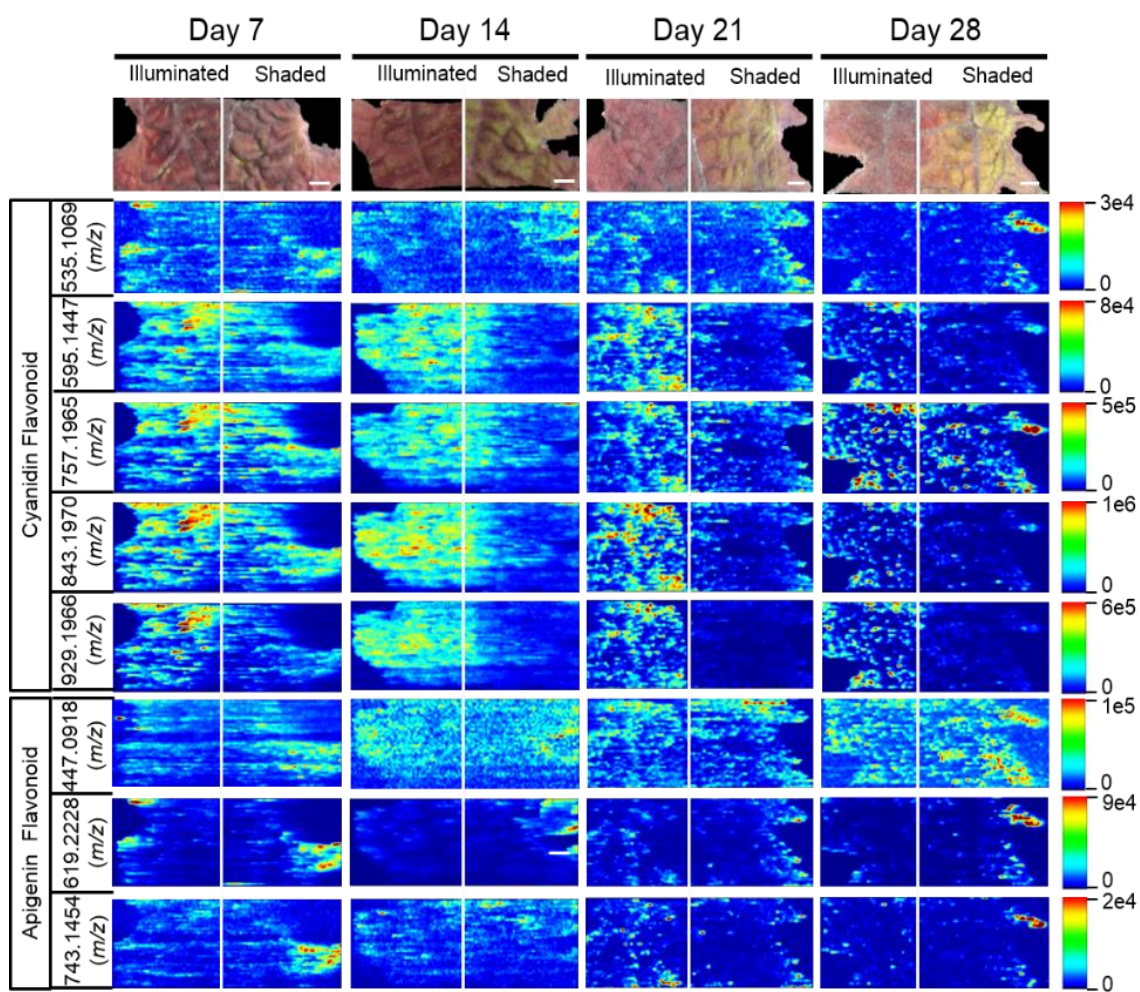 Day 7 Day 14 Day 21 Day 28
Illuminated Shaded Illuminated Shaded Illuminated Shaded Illuminated Shaded
Cyanidin Flavonoid
535.1069
(m/z)
3e4
0
595.1447
(m/z)
8e4
0
757.1965
(m/z)
5e5
0
843.1970
(m/z)
1e6
0
929.1966
(m/z)
6e5
0
Apigenin Flavonoid
447.0918
(m/z)
1e5
0
619.2228
(m/z)
9e4
0
743.1454
(m/z)
2e4
0